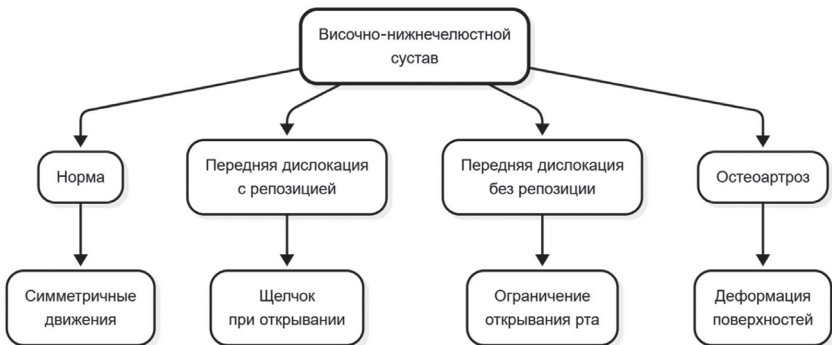 Височно-нижнечелюстной
сустав
Норма
Передняя дислокация
с репозицией
Передняя дислокация
без репозиции
Остеоартроз
Симметричные
движения
Щелчок
при открывании
Ограничение
открывания рта
Деформация
поверхностей